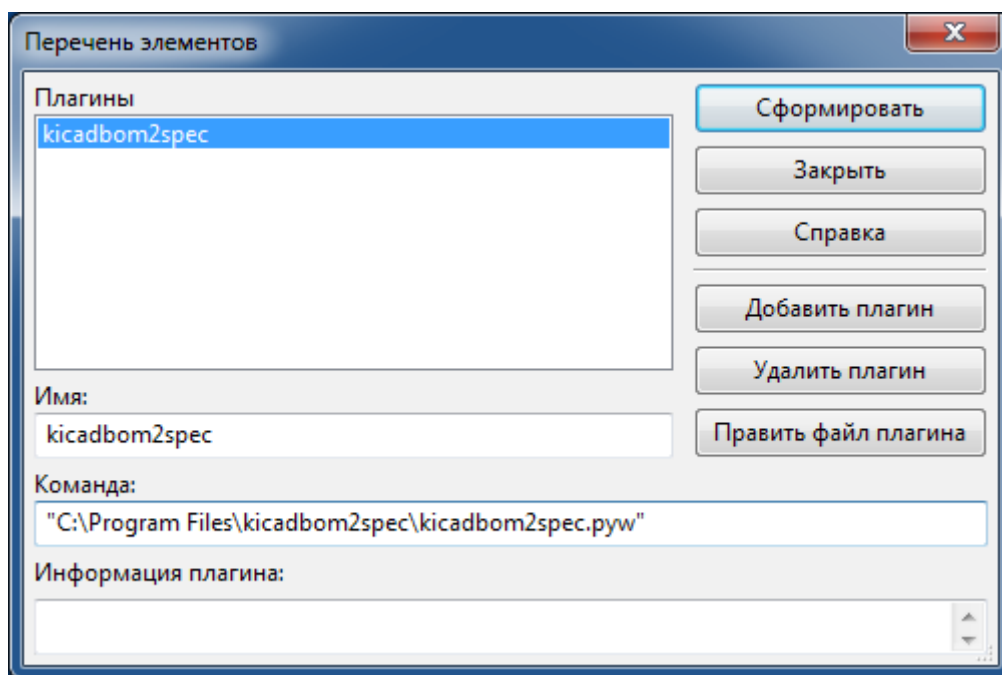 Перечень элементов
Плагины
kicadbom2spec
Сформировать
Закрыть
Справка
Добавить плагин
Удалить плагин
Править файл плагина
Имя:
kicadbom2spec
Команда:
"C:\Program Files\kicadbom2spec\kicadbom2spec.pyw"
Информация плагина: